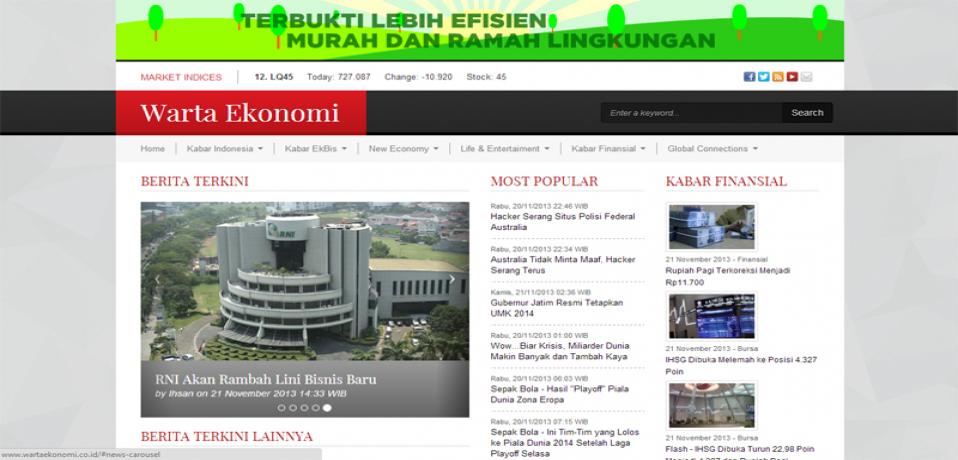 TERBUKTI LEBIH EFISIEN
MURAH DAN RAMAH LINGKUNGAN
MARKET INDICES
12. LQ45 Today: 727.087 Change: -10.920 Stock: 45
Warta Ekonomi
Enter a keyword...
Search
Home Kabar Indonesia Kabar EkBis New Economy Life & Entertaiment Kabar Finansial Global Connections
BERITA TERKINI
RNI
RNI Akan Rambah Lini Bisnis Baru
by Ihsan on 21 November 2013 14:33 WIB
BERITA TERKINI LAINNYA
MOST POPULAR
Rabu, 20/11/2013 22:46 WIB
Hacker Serang Situs Polisi Federal
Australia
Rabu, 20/11/2013 22:34 WIB
Australia Tidak Minta Maaf, Hacker
Serang Terus
Kamis, 21/11/2013 02:36 WIB
Gubernur Jatim Resmi Tetapkan
UMK 2014
Rabu, 20/11/2013 01:00 WIB
Wow...Biar Krisis, Miliarder Dunia
Makin Banyak dan Tambah Kaya
Rabu, 20/11/2013 06:03 WIB
Sepak Bola - Hasil "Playoff" Piala
Dunia Zona Eropa
Rabu, 20/11/2013 07:15 WIB
Sepak Bola - Ini Tim-Tim yang Lolos
ke Piala Dunia 2014 Setelah Laga
Playoff Selasa
KABAR FINANSIAL
21 November 2013 - Finansial
Rupiah Pagi Terkoreksi Menjadi
Rp11.700
21 November 2013 - Bursa
IHSG Dibuka Melemah ke Posisi 4.327
Poin
21 November 2013 - Bursa
Flash - IHSG Dibuka Turun 22,98 Poin
www.wartaekonomi.co.id/#news-carousel